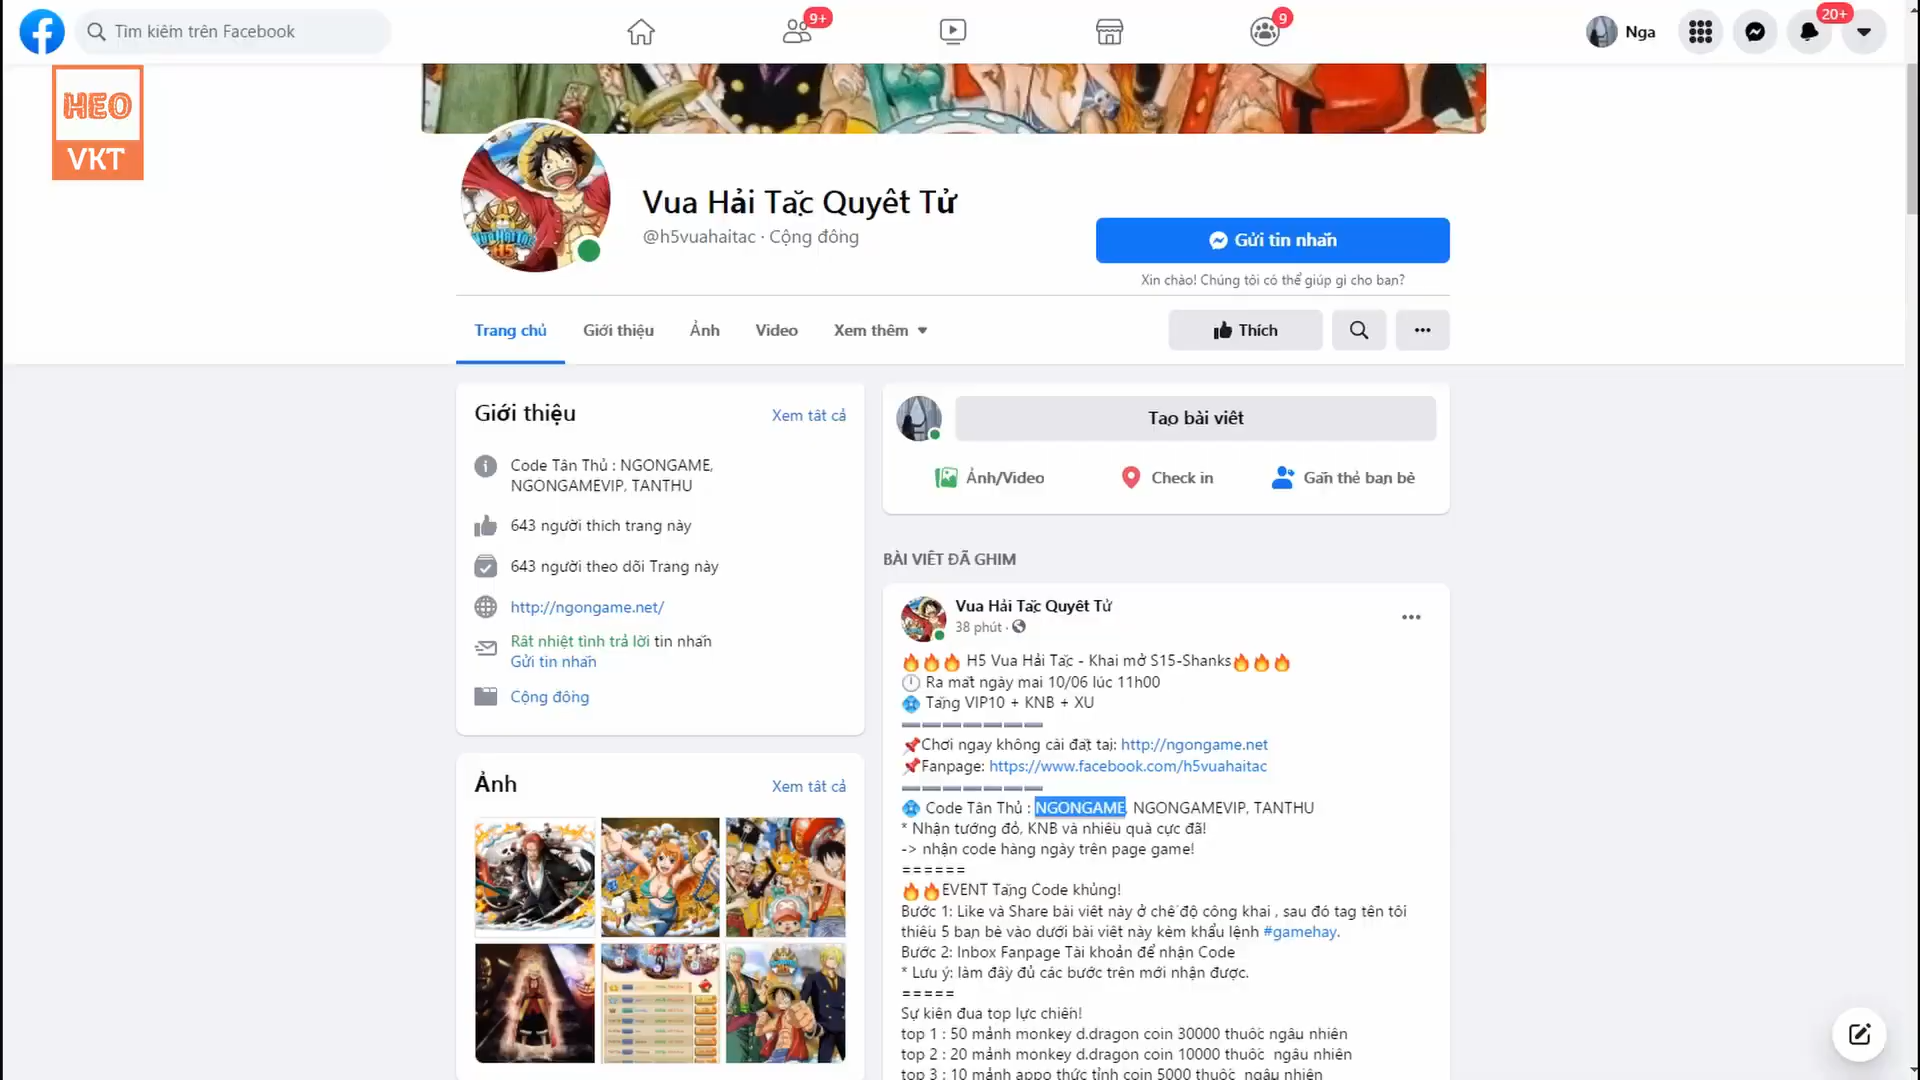 Tìm kiếm trên Facebook
9+
9
Nga
20+
HEO
VKT
Vua Hải Tặc Quyết Tử
@h5vuahaitac · Cộng đồng
Gửi tin nhắn
Xin chào! Chúng tôi có thể giúp gì cho bạn?
Trang chủ
Giới thiệu
Ảnh
Video
Xem thêm
Thích
Giới thiệu
Xem tất cả
Code Tân Thủ : NGONGAME,
NGONGAMEVIP, TANTHU
643 người thích trang này
643 người theo dõi Trang này
http://ngongame.net/
Rất nhiệt tình trả lời tin nhắn
Gửi tin nhắn
Cộng đồng
Ảnh
Xem tất cả
Tạo bài viết
Ảnh/Video
Check in
Gắn thẻ bạn bè
BÀI VIẾT ĐÃ GHIM
Vua Hải Tặc Quyết Tử
38 phút ·
🔥🔥🔥 H5 Vua Hải Tặc - Khai mở S15-Shanks🔥🔥🔥
🕛 Ra mắt ngày mai 10/06 lúc 11h00
💠 Tặng VIP10 + KNB + XU
➖➖➖➖➖➖➖
📌Chơi ngay không cài đặt tại: http://ngongame.net
📌Fanpage: https://www.facebook.com/h5vuahaitac
➖➖➖➖➖➖➖
💠 Code Tân Thủ : NGONGAME, NGONGAMEVIP, TANTHU
* Nhận tướng đỏ, KNB và nhiều quà cực đã!
-> nhận code hàng ngày trên page game!
======
🔥🔥EVENT Tặng Code khủng!
Bước 1: Like và Share bài viết này ở chế độ công khai , sau đó tag tên tối
thiểu 5 bạn bè vào dưới bài viết này kèm khẩu lệnh #gamehay.
Bước 2: Inbox Fanpage Tài khoản để nhận Code
* Lưu ý: làm đầy đủ các bước trên mới nhận được.
=====
Sự kiện đua top lực chiến!
top 1 : 50 mảnh monkey d.dragon coin 30000 thuốc ngẫu nhiên
top 2 : 20 mảnh monkey d.dragon coin 10000 thuốc  ngẫu nhiên
top 3 : 10 mảnh appo thức tỉnh coin 5000 thuốc  ngẫu nhiên